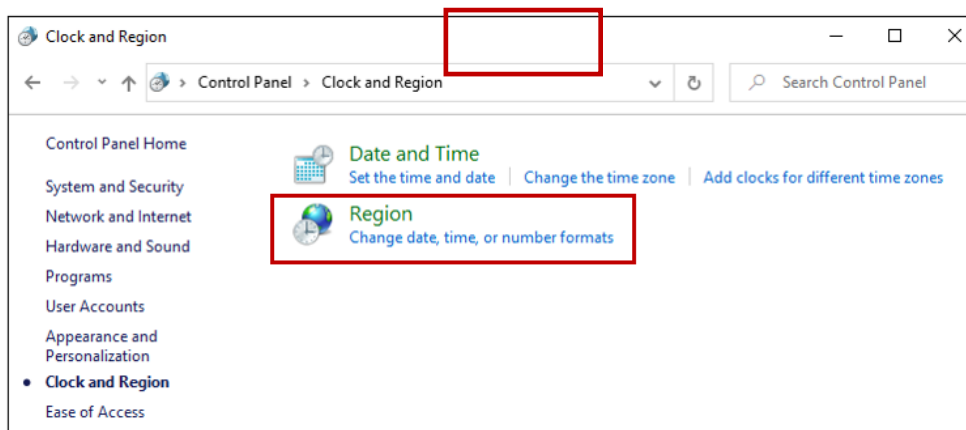 Clock and Region
Control Panel > Clock and Region
Search Control Panel
Control Panel Home
System and Security
Network and Internet
Hardware and Sound
Programs
User Accounts
Appearance and
Personalization
Clock and Region
Ease of Access
Date and Time
Set the time and date | Change the time zone | Add clocks for different time zones
Region
Change date, time, or number formats